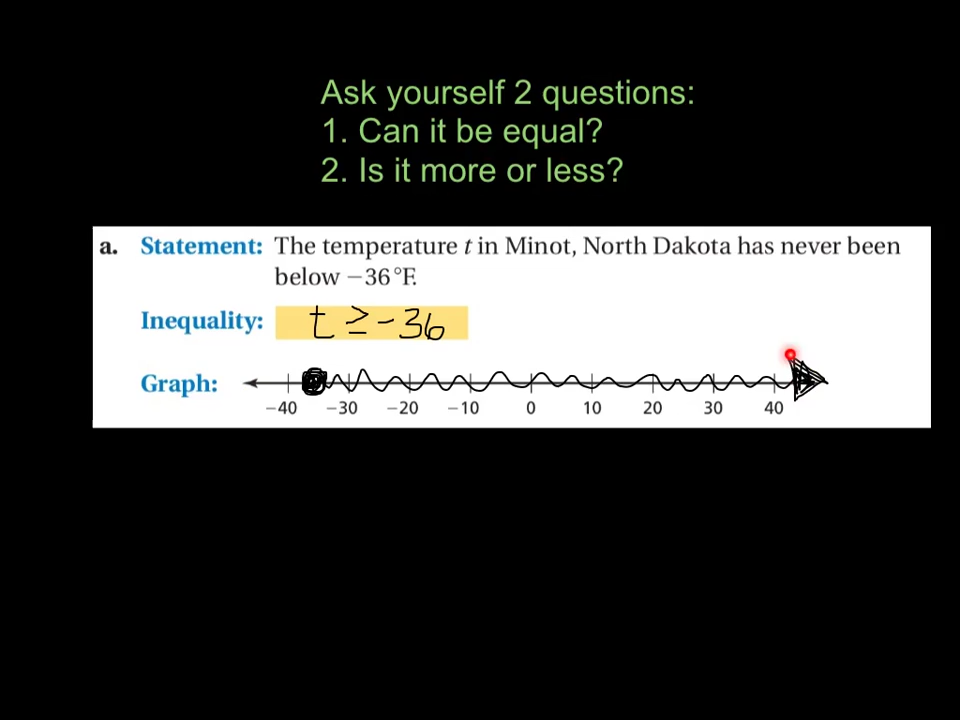 Ask yourself 2 questions:
1. Can it be equal?
2. Is it more or less?
a. Statement: The temperature t in Minot, North Dakota has never been
below −36 °F.
Inequality: t ≥ -36
Graph:
−40 −30 −20 −10 0 10 20 30 40